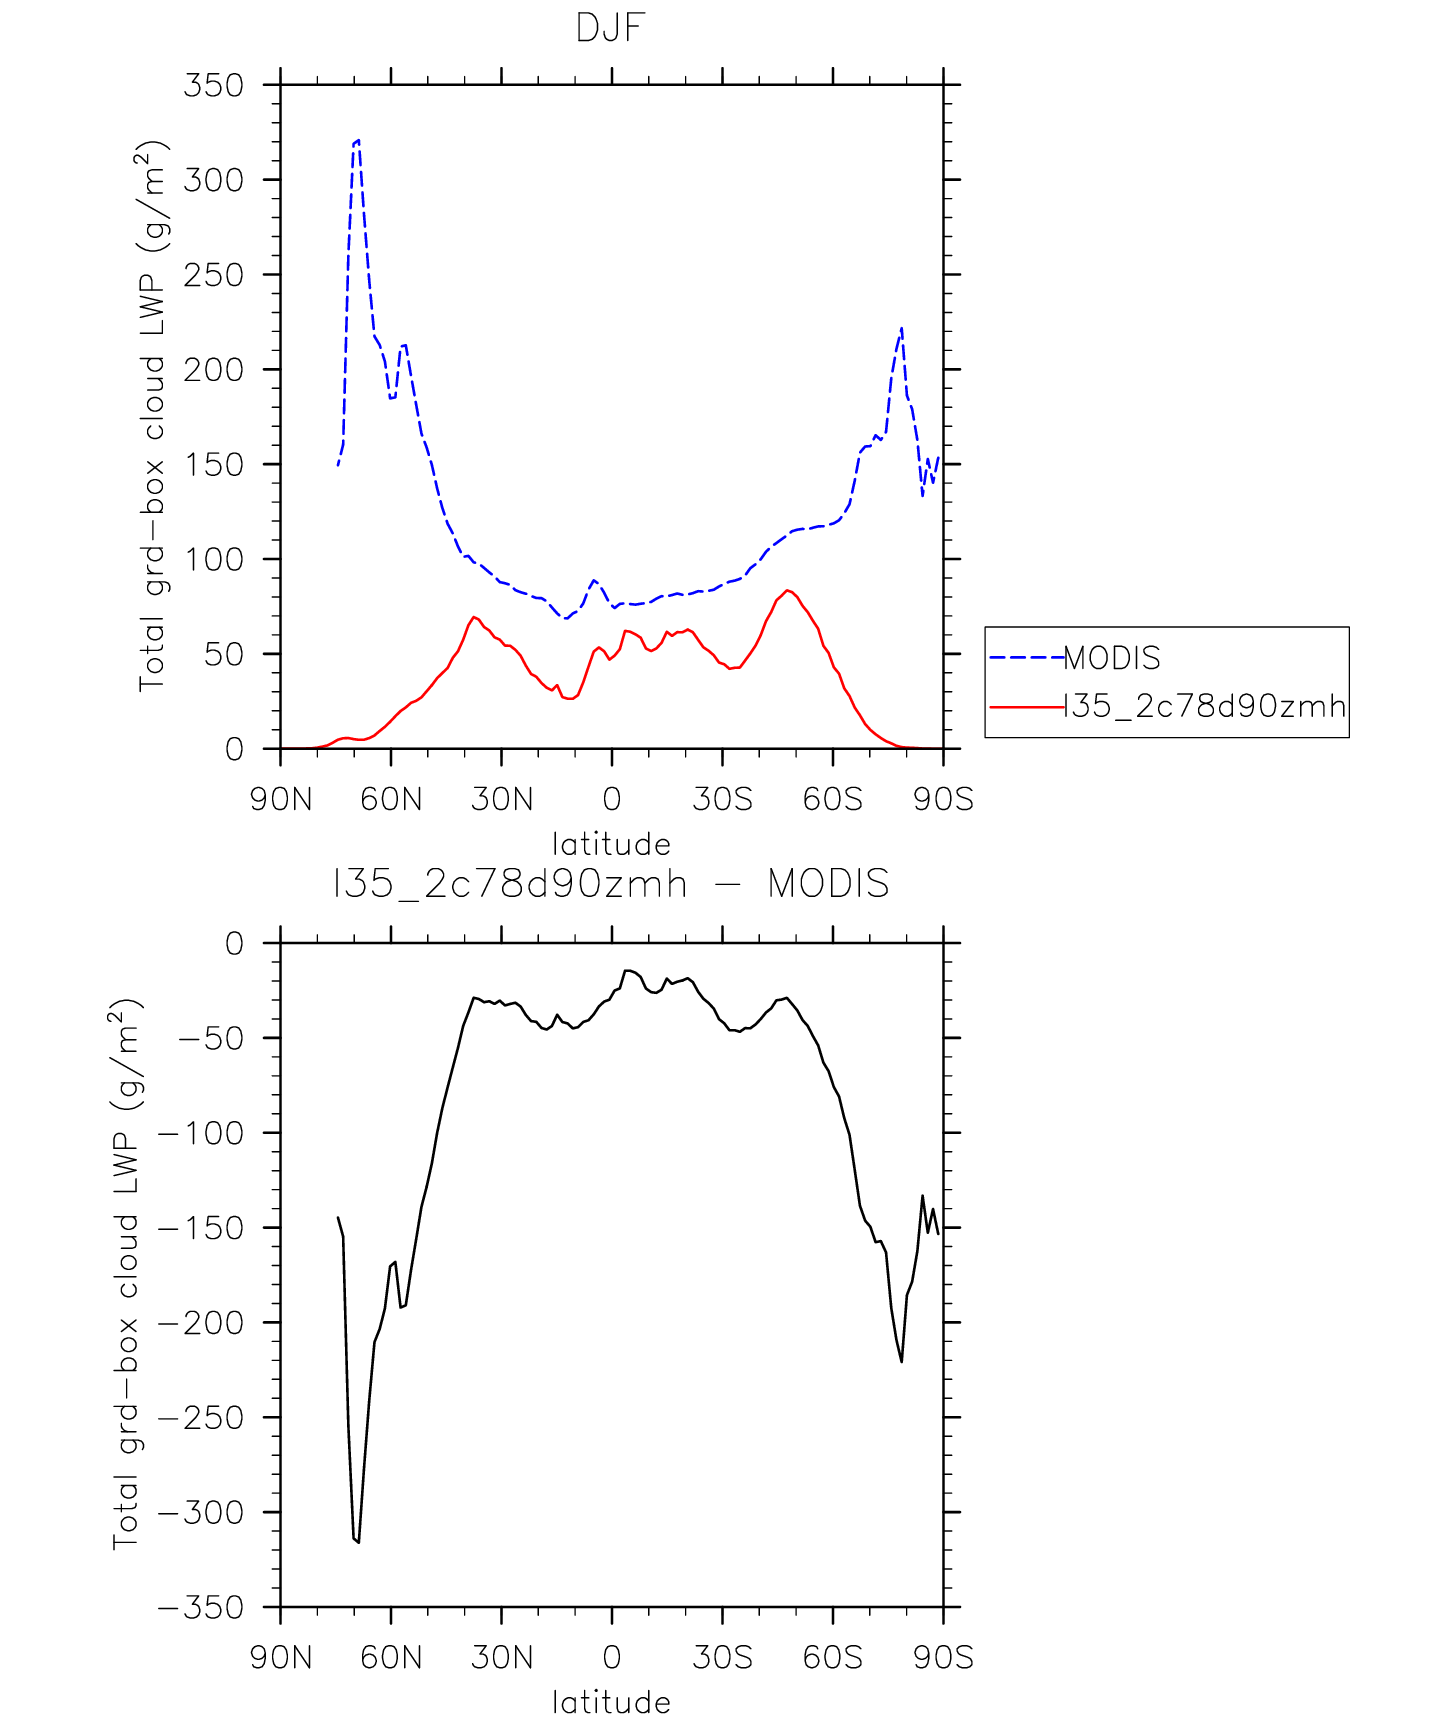 DJF
350
300
250
200
150
100
50
0
Total grd-box cloud LWP (g/m²)
90N 60N 30N 0 30S 60S 90S
latitude
MODIS
I35_2c78d90zmh
I35_2c78d90zmh - MODIS
0
-50
-100
-150
-200
-250
-300
-350
Total grd-box cloud LWP (g/m²)
90N 60N 30N 0 30S 60S 90S
latitude